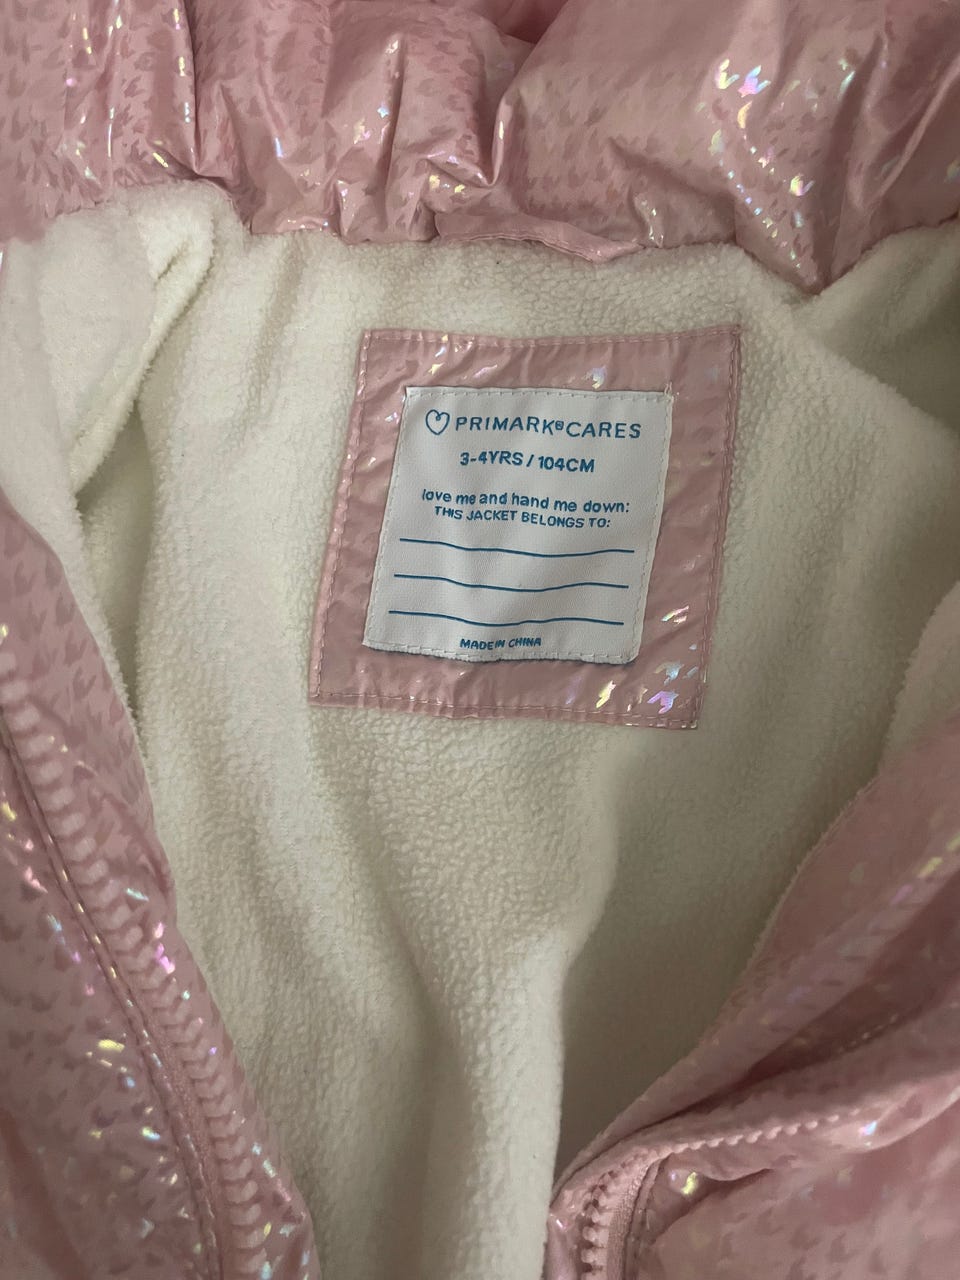 PRIMARK® CARES
3-4YRS / 104CM
love me and hand me down:
THIS JACKET BELONGS TO:
MADE IN CHINA